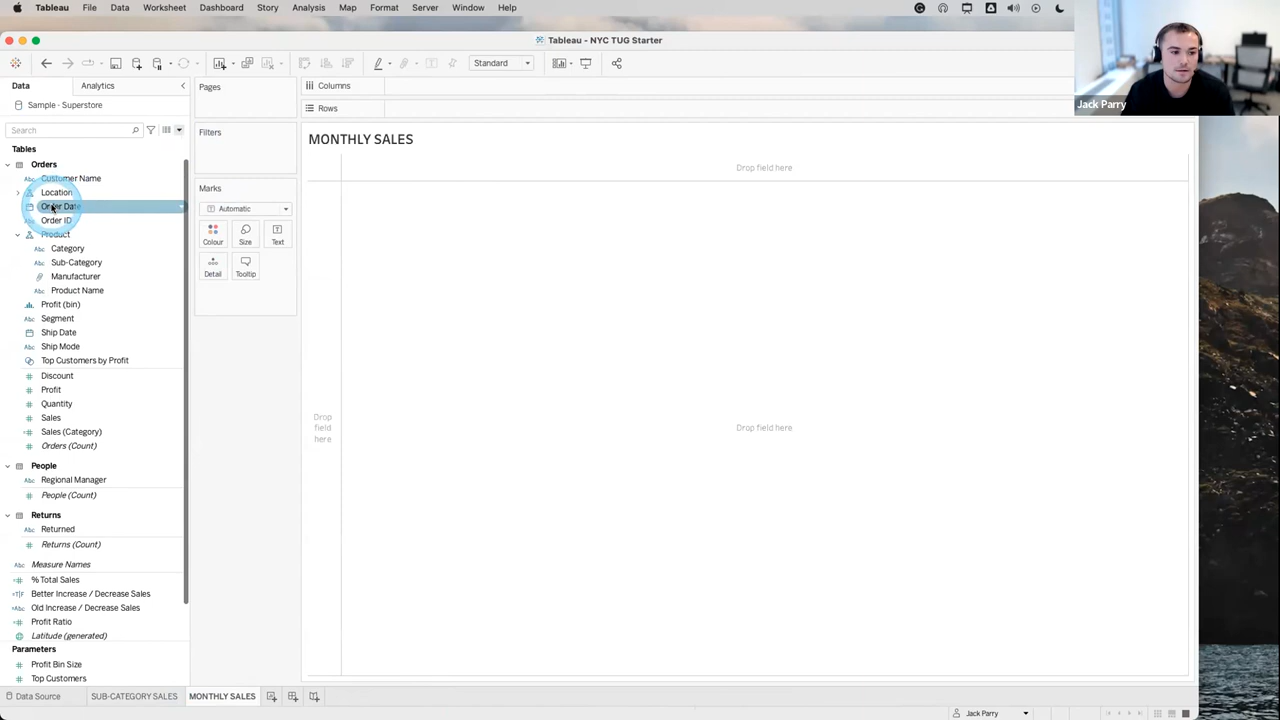 Tableau File Data Worksheet Dashboard Story Analysis Map Format Server Window Help
Tableau - NYC TUG Starter
Standard
Jack Parry
Data Analytics
Sample - Superstore
Search
Tables
Orders
Customer Name
Location
Order Date
Order ID
Product
Category
Sub-Category
Manufacturer
Product Name
Profit (bin)
Segment
Ship Date
Ship Mode
Top Customers by Profit
Discount
Profit
Quantity
Sales
Sales (Category)
Orders (Count)
People
Regional Manager
People (Count)
Returns
Returned
Returns (Count)
Measure Names
% Total Sales
Better Increase / Decrease Sales
Old Increase / Decrease Sales
Profit Ratio
Latitude (generated)
Parameters
Profit Bin Size
Top Customers
Pages
Filters
Marks
Automatic
Colour Size Text
Detail Tooltip
Columns
Rows
MONTHLY SALES
Drop field here
Drop
field
here
Drop field here
Data Source SUB-CATEGORY SALES MONTHLY SALES
Jack Parry